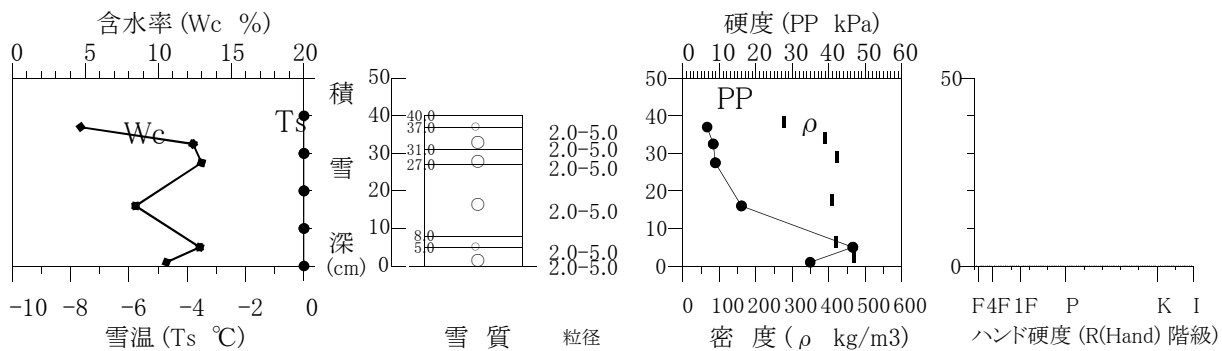 含水率 (Wc %)
0 5 10 15 20
Wc
Ts
-10 -8 -6 -4 -2 0
雪温 (Ts ℃)
積
雪
深
(cm)
50
40
30
20
10
0
40.0
37.0
31.0
27.0
8.0
5.0
雪 質
2.0-5.0
2.0-5.0
2.0-5.0
2.0-5.0
2.0-5.0
2.0-5.0
粒径
硬度 (PP kPa)
0 10 20 30 40 50 60
50
40
30
20
10
0
PP
ρ
0 100 200 300 400 500 600
密 度 (ρ kg/m3)
50
0
F 4F 1F P K I
ハンド硬度 (R(Hand) 階級)